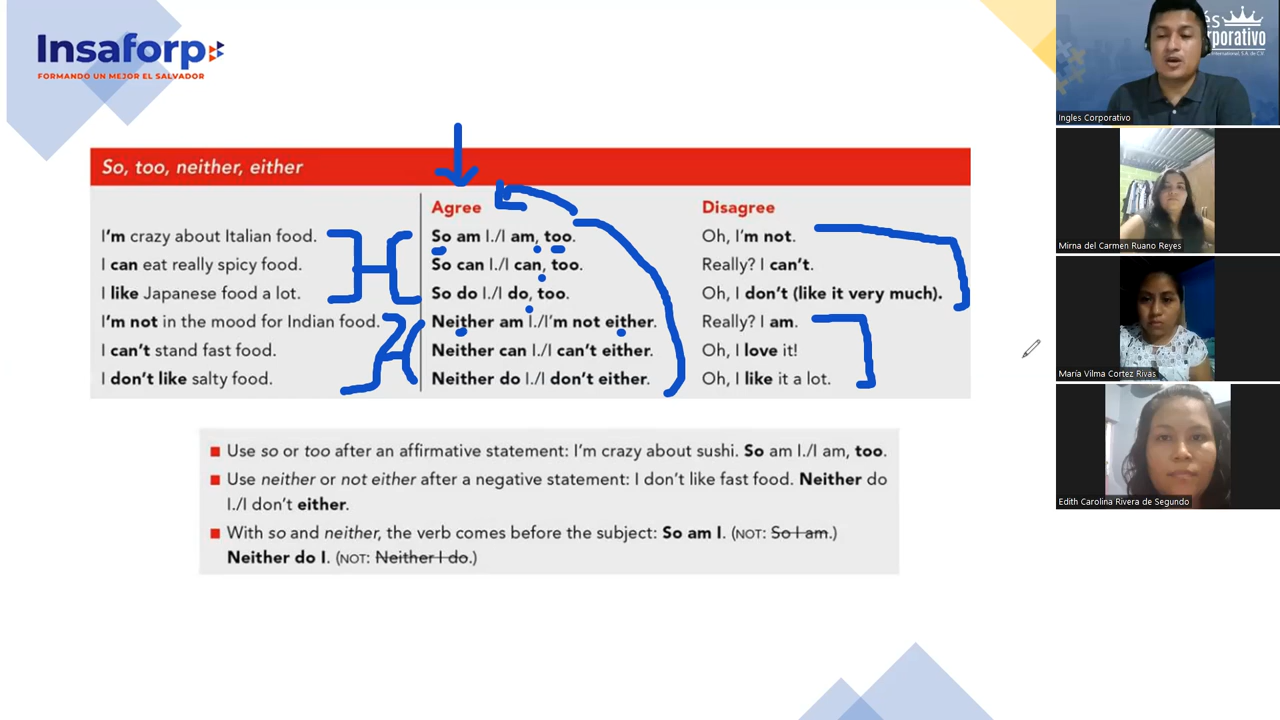 Insaforp
FORMANDO UN MEJOR EL SALVADOR
So, too, neither, either
Agree
Disagree
I'm crazy about Italian food.
So am I./I am, too.
Oh, I'm not.
I can eat really spicy food.
So can I./I can, too.
Really? I can't.
I like Japanese food a lot.
So do I./I do, too.
Oh, I don't (like it very much).
I'm not in the mood for Indian food.
Neither am I./I'm not either.
Really? I am.
I can't stand fast food.
Neither can I./I can't either.
Oh, I love it!
I don't like salty food.
Neither do I./I don't either.
Oh, I like it a lot.
Use so or too after an affirmative statement: I'm crazy about sushi. So am I./I am, too.
Use neither or not either after a negative statement: I don't like fast food. Neither do
I./I don't either.
With so and neither, the verb comes before the subject: So am I. (NOT: So I am.)
Neither do I. (NOT: Neither I do.)
Ingles Corporativo
Mirna del Carmen Ruano Reyes
María Vilma Cortez Rivas
Edith Carolina Rivera de Segundo